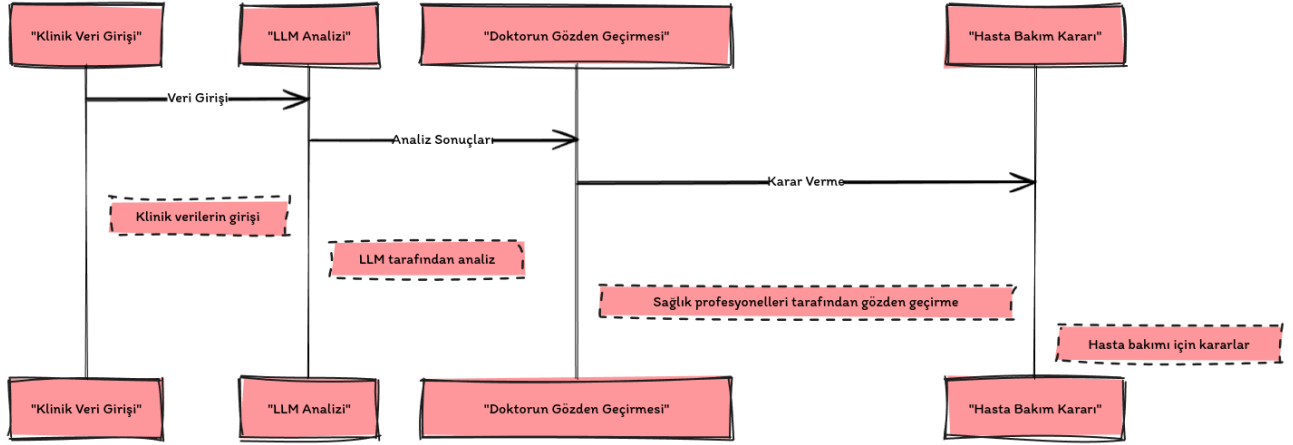 "Klinik Veri Girişi"
"LLM Analizi"
"Doktorun Gözden Geçirmesi"
"Hasta Bakım Kararı"
Veri Girişi
Analiz Sonuçları
Karar Verme
Klinik verilerin girişi
LLM tarafından analiz
Sağlık profesyonelleri tarafından gözden geçirme
Hasta bakımı için kararlar
"Klinik Veri Girişi"
"LLM Analizi"
"Doktorun Gözden Geçirmesi"
"Hasta Bakım Kararı"